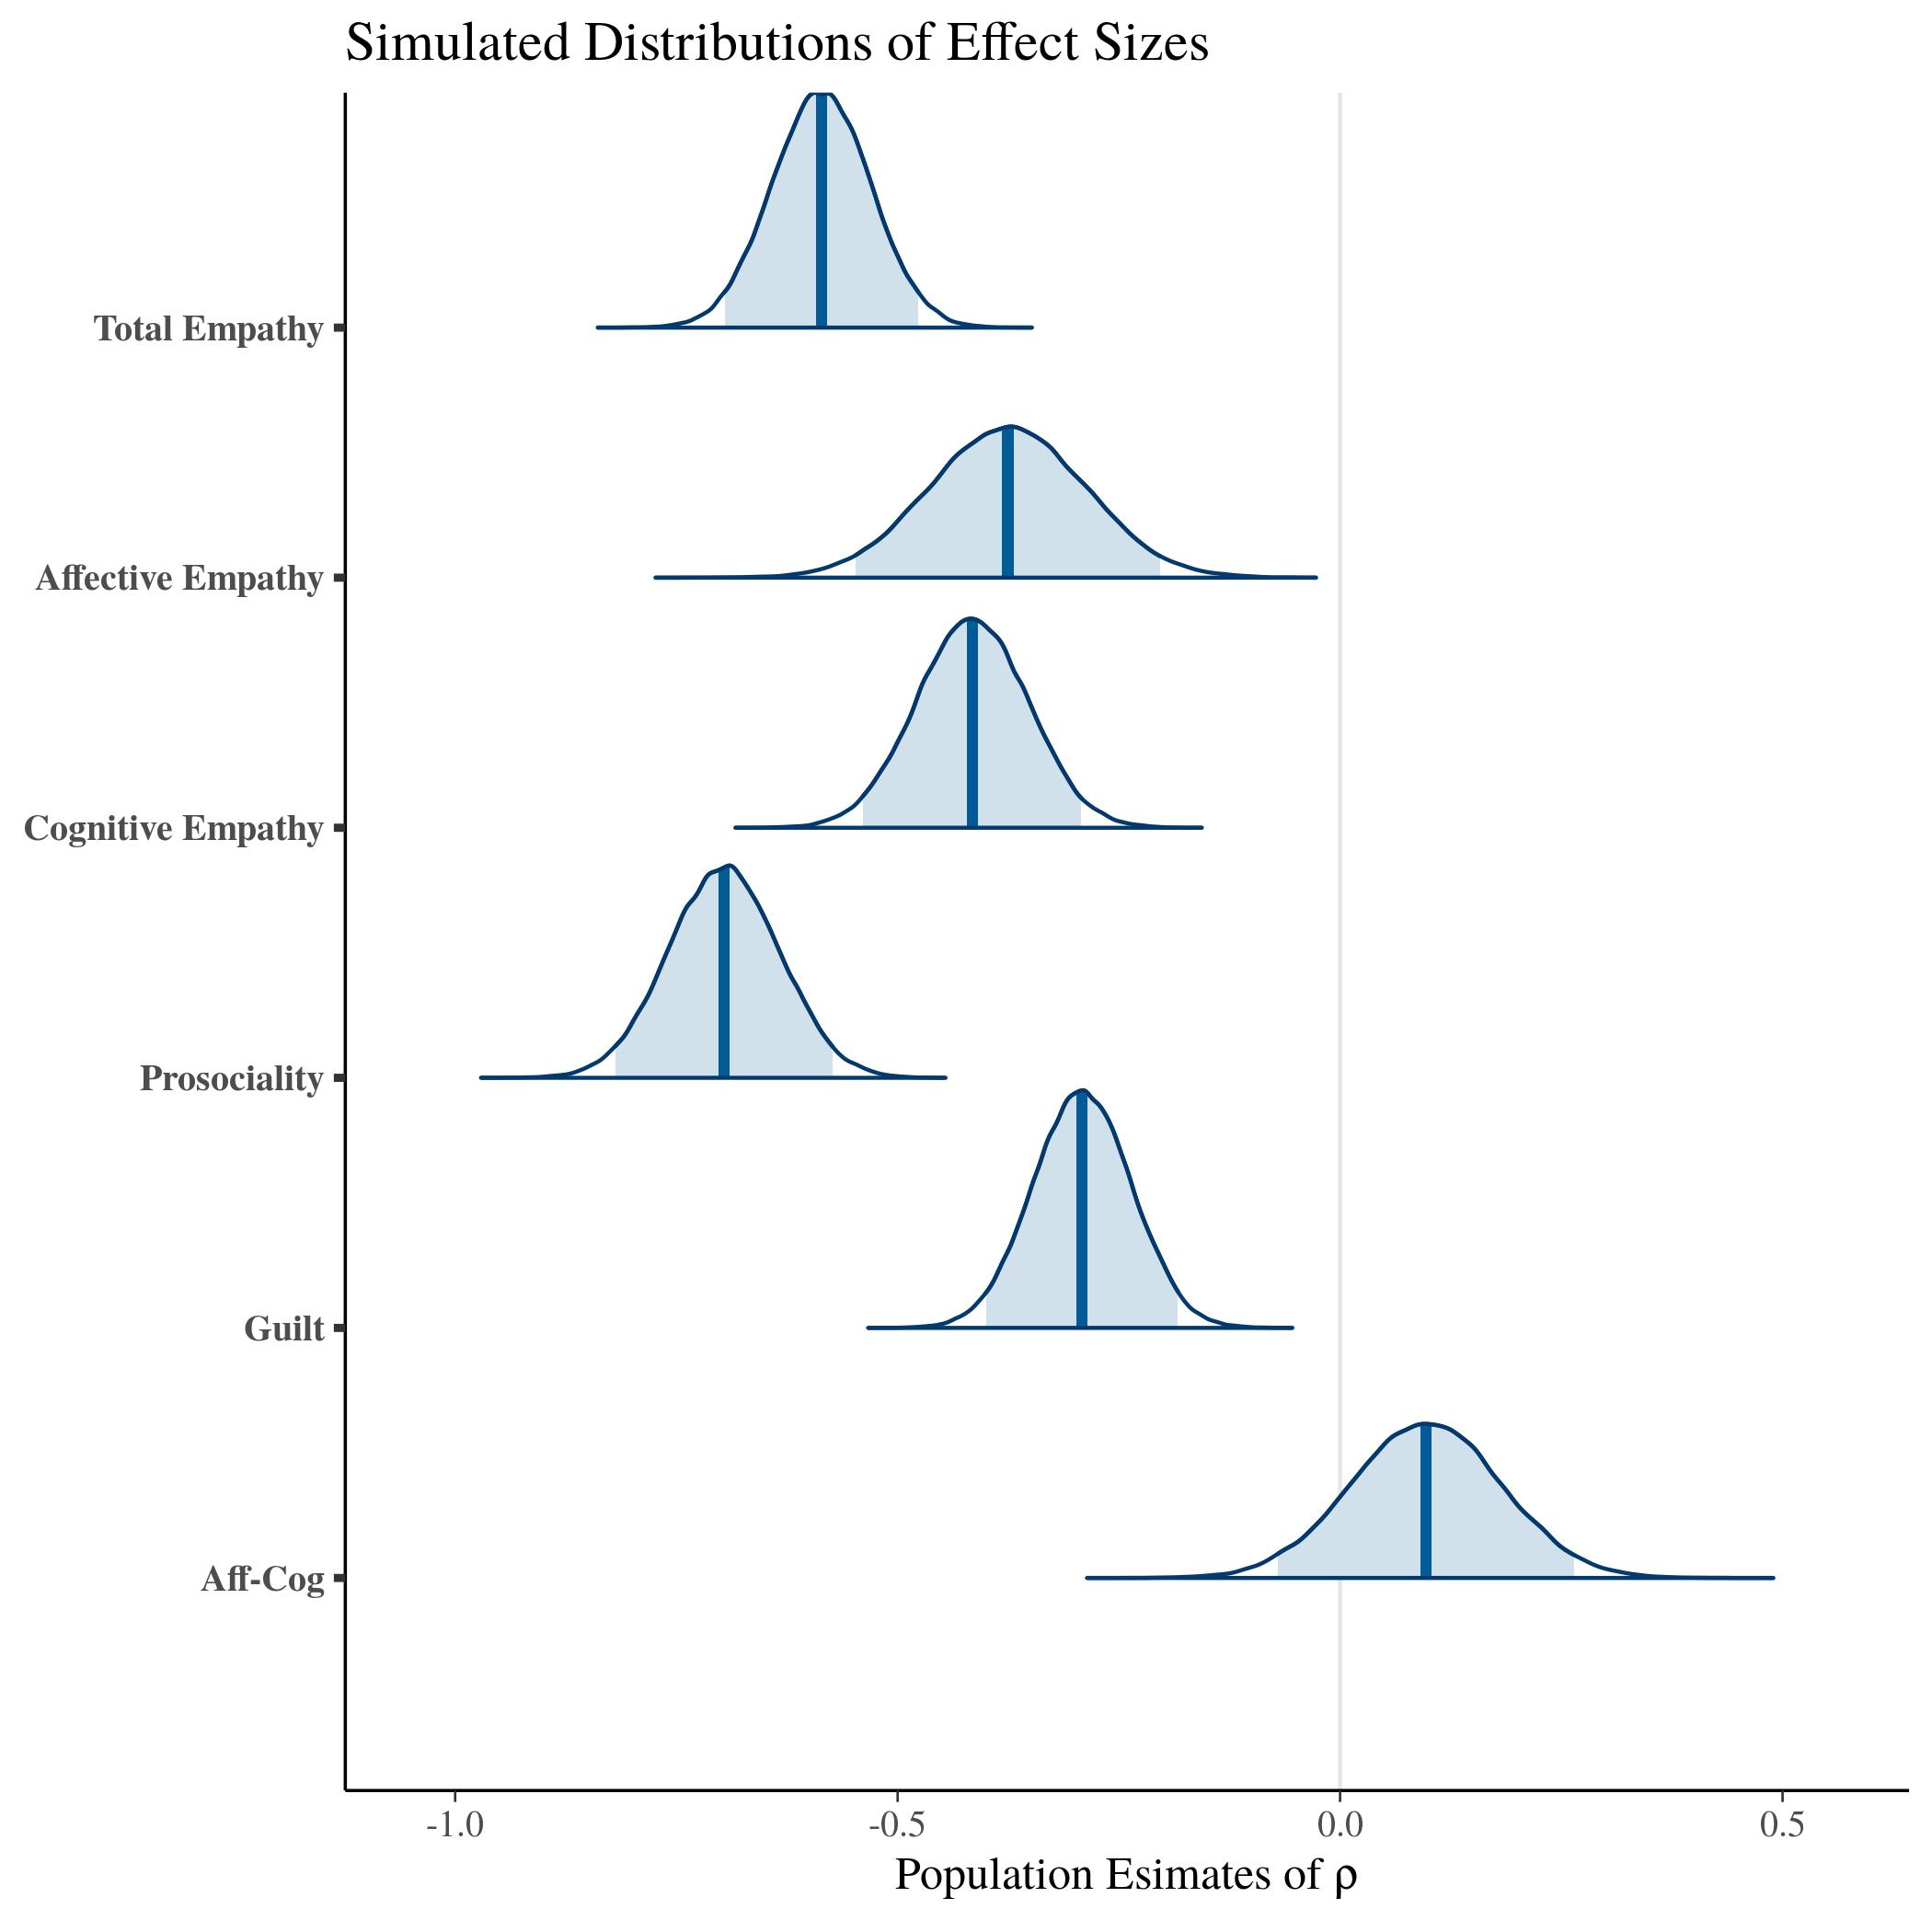 Simulated Distributions of Effect Sizes
Total Empathy
Affective Empathy
Cognitive Empathy
Prosociality
Guilt
Aff-Cog
-1.0 -0.5 0.0 0.5
Population Esimates of ρ